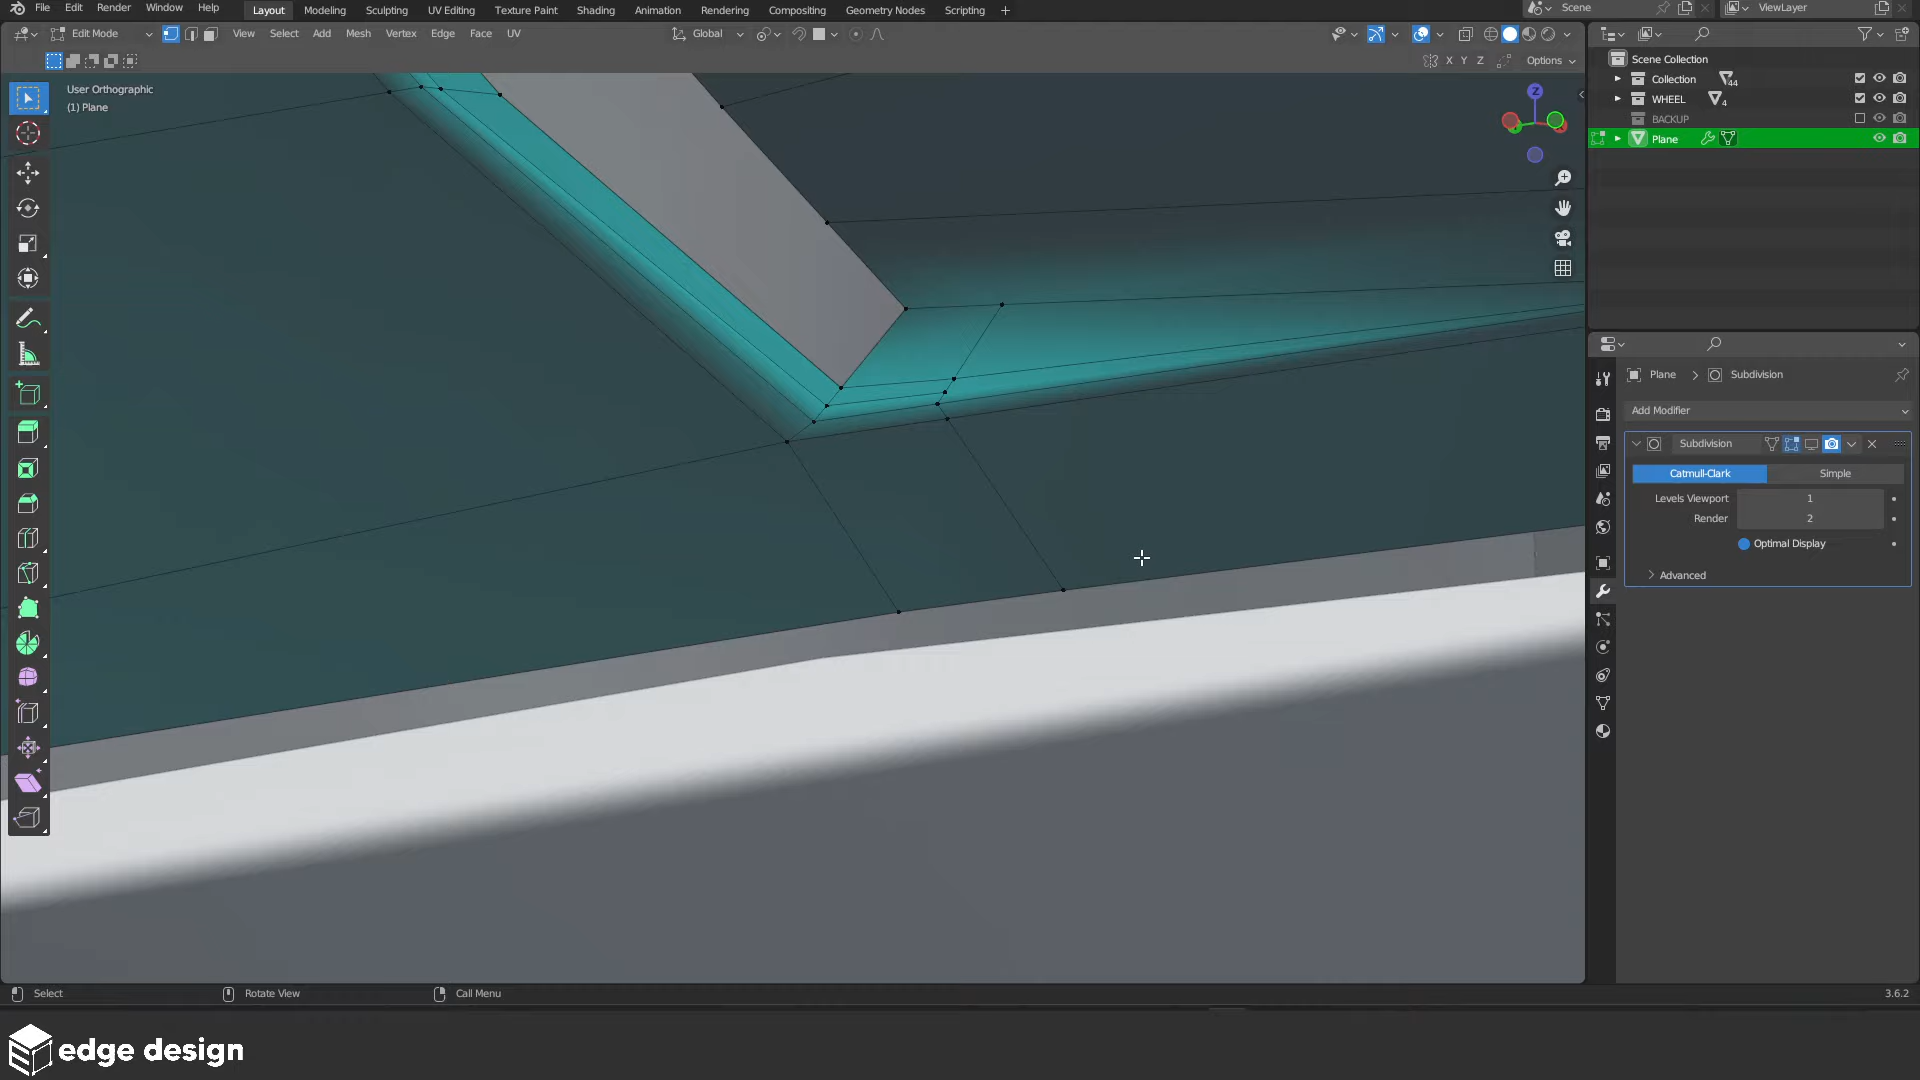 File Edit Render Window Help Layout Modeling Sculpting UV Editing Texture Paint Shading Animation Rendering Compositing Geometry Nodes Scripting + Scene ViewLayer
Edit Mode View Select Add Mesh Vertex Edge Face UV Global
X Y Z Options
User Orthographic
(1) Plane
Z
Scene Collection
Collection 44
WHEEL 4
BACKUP
Plane
Plane > Subdivision
Add Modifier
Subdivision
Catmull-Clark Simple
Levels Viewport 1
Render 2
Optimal Display
Advanced
Select Rotate View Call Menu 3.6.2
edge design